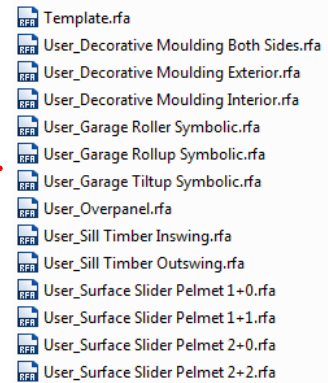 Template.rfa
User_Decorative Moulding Both Sides.rfa
User_Decorative Moulding Exterior.rfa
User_Decorative Moulding Interior.rfa
User_Garage Roller Symbolic.rfa
User_Garage Rollup Symbolic.rfa
User_Garage Tiltup Symbolic.rfa
User_Overpanel.rfa
User_Sill Timber Inswing.rfa
User_Sill Timber Outswing.rfa
User_Surface Slider Pelmet 1+0.rfa
User_Surface Slider Pelmet 1+1.rfa
User_Surface Slider Pelmet 2+0.rfa
User_Surface Slider Pelmet 2+2.rfa